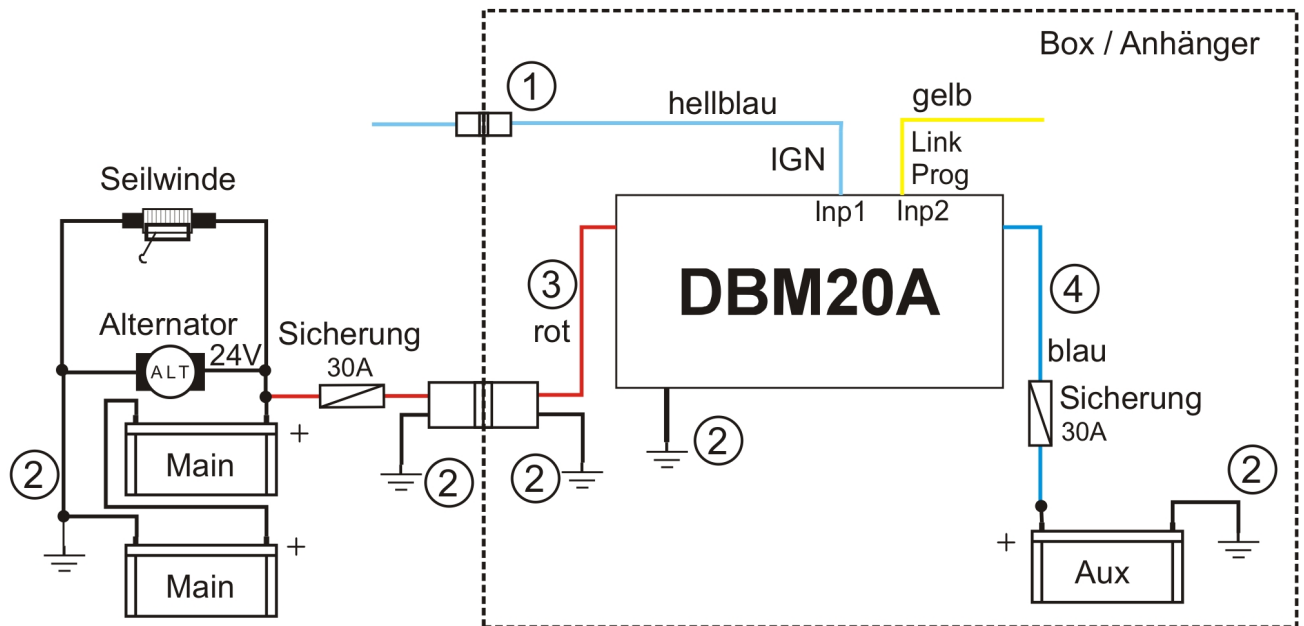 Box / Anhänger
1
hellblau
gelb
IGN
Link
Prog
Seilwinde
Inp1
Inp2
DBM20A
3
rot
4
blau
Alternator
24V
ALT
Sicherung
30A
Sicherung
30A
+
Main
2
2
2
2
2
+
Main
+
Aux